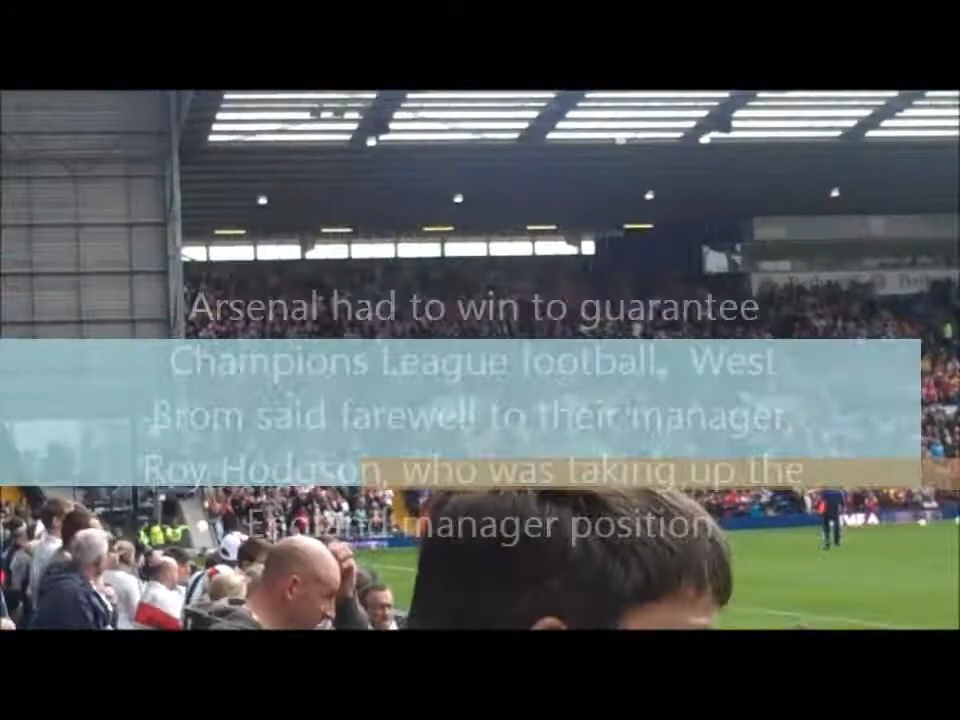 Arsenal had to win to guarantee
Champions League football. West
Brom said farewell to their manager,
Roy Hodgson, who was taking up the
England manager position